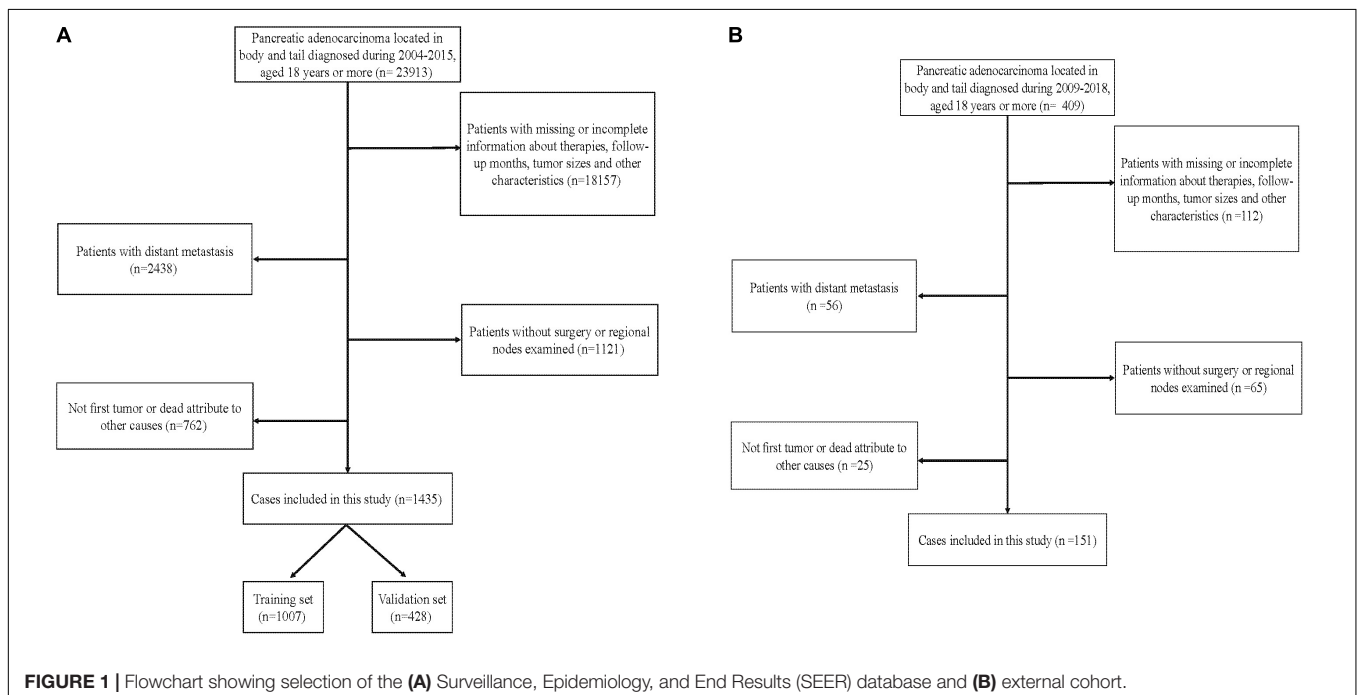 A
Pancreatic adenocarcinoma located in
body and tail diagnosed during 2004-2015,
aged 18 years or more (n= 23913)
Patients with missing or incomplete
information about therapies, follow-
up months, tumor sizes and other
characteristics (n=18157)
Patients with distant metastasis
(n=2438)
Patients without surgery or regional
nodes examined (n=1121)
Not first tumor or dead attribute to
other causes (n=762)
Cases included in this study (n=1435)
Training set
(n=1007)
Validation set
(n=428)
B
Pancreatic adenocarcinoma located in
body and tail diagnosed during 2009-2018,
aged 18 years or more (n= 409)
Patients with missing or incomplete
information about therapies, follow-
up months, tumor sizes and other
characteristics (n =112)
Patients with distant metastasis
(n =56)
Patients without surgery or regional
nodes examined (n =65)
Not first tumor or dead attribute to
other causes (n =25)
Cases included in this study (n =151)
FIGURE 1 | Flowchart showing selection of the (A) Surveillance, Epidemiology, and End Results (SEER) database and (B) external cohort.